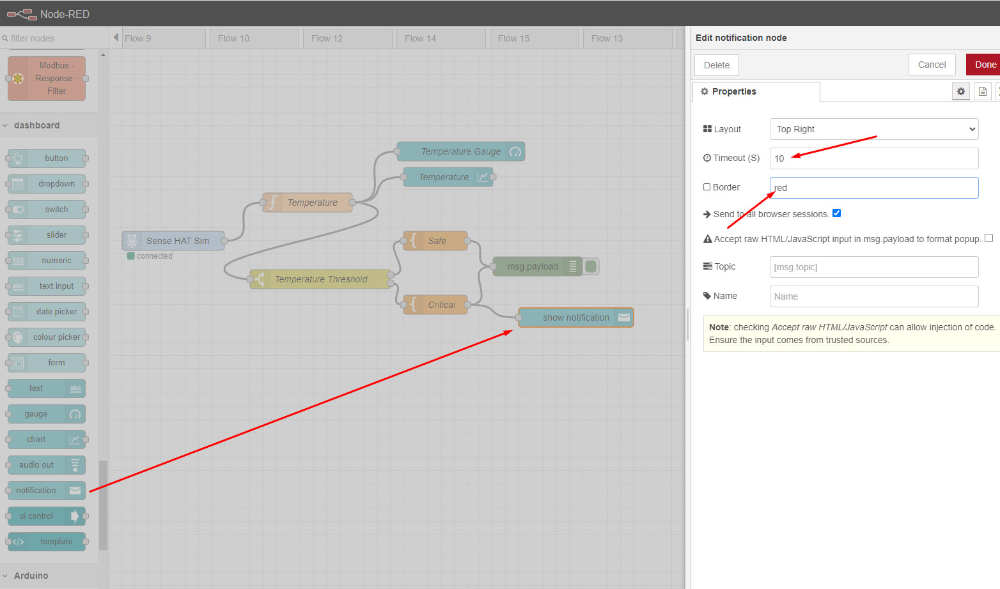 Node-RED
filter nodes
Flow 9
Flow 10
Flow 12
Flow 14
Flow 15
Flow 13
Modbus -
Response -
Filter
dashboard
button
dropdown
switch
slider
123
numeric
abc
text input
date picker
colour picker
form
text
abc
gauge
chart
audio out
notification
ui control
</>
template
Arduino
Temperature Gauge
Temperature
Temperature
Sense HAT Sim
connected
Safe
msg.payload
Temperature Threshold
Critical
show notification
Edit notification node
Delete
Cancel
Done
Properties
Layout
Top Right
Timeout (S)
10
Border
red
Send to all browser sessions.
Accept raw HTML/JavaScript input in msg.payload to format popup.
Topic
[msg.topic]
Name
Name
Note: checking Accept raw HTML/JavaScript can allow injection of code.
Ensure the input comes from trusted sources.